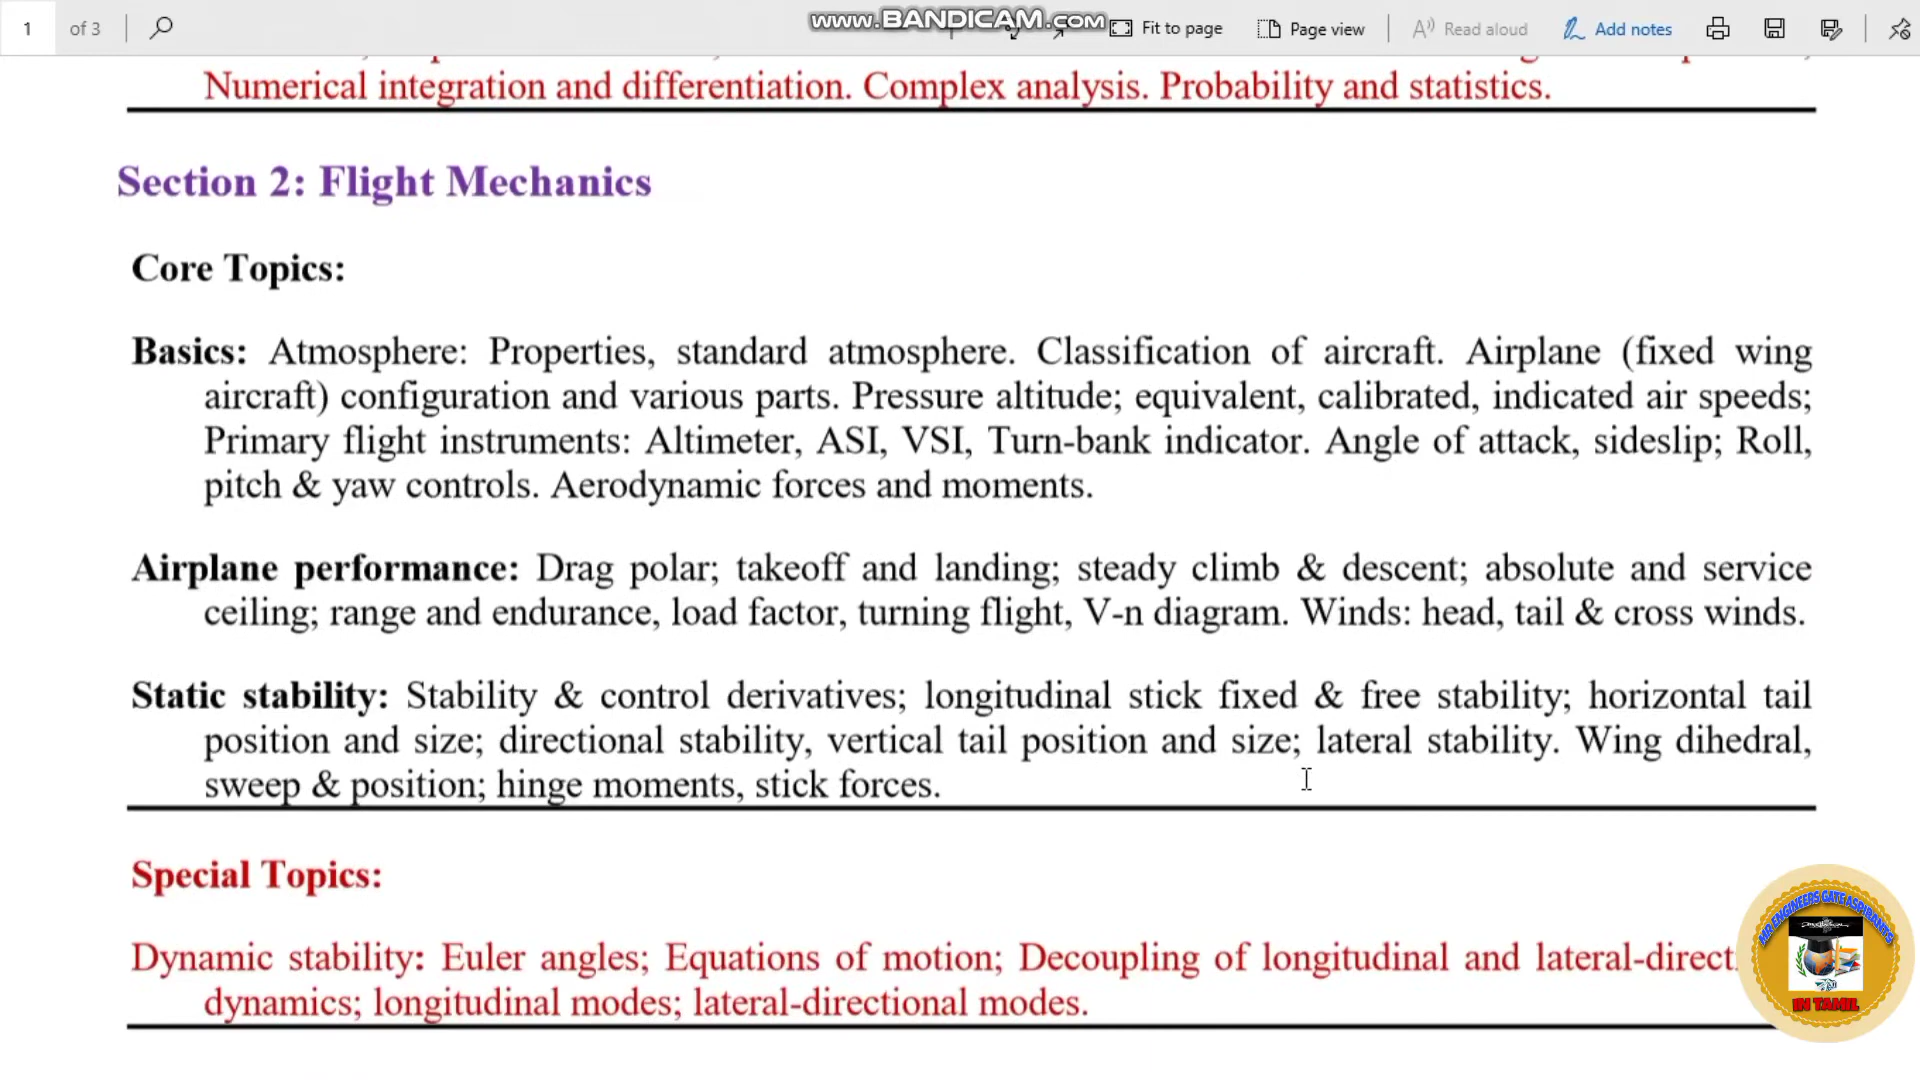 1 of 3 www.BANDICAM.com Fit to page Page view Read aloud Add notes
Numerical integration and differentiation. Complex analysis. Probability and statistics.
Section 2: Flight Mechanics
Core Topics:
Basics: Atmosphere: Properties, standard atmosphere. Classification of aircraft. Airplane (fixed wing
aircraft) configuration and various parts. Pressure altitude; equivalent, calibrated, indicated air speeds;
Primary flight instruments: Altimeter, ASI, VSI, Turn-bank indicator. Angle of attack, sideslip; Roll,
pitch & yaw controls. Aerodynamic forces and moments.
Airplane performance: Drag polar; takeoff and landing; steady climb & descent; absolute and service
ceiling; range and endurance, load factor, turning flight, V-n diagram. Winds: head, tail & cross winds.
Static stability: Stability & control derivatives; longitudinal stick fixed & free stability; horizontal tail
position and size; directional stability, vertical tail position and size; lateral stability. Wing dihedral,
sweep & position; hinge moments, stick forces.
Special Topics:
Dynamic stability: Euler angles; Equations of motion; Decoupling of longitudinal and lateral-direct
dynamics; longitudinal modes; lateral-directional modes.
MR ENGINEERS GATE ASPIRANTS
IN TAMIL